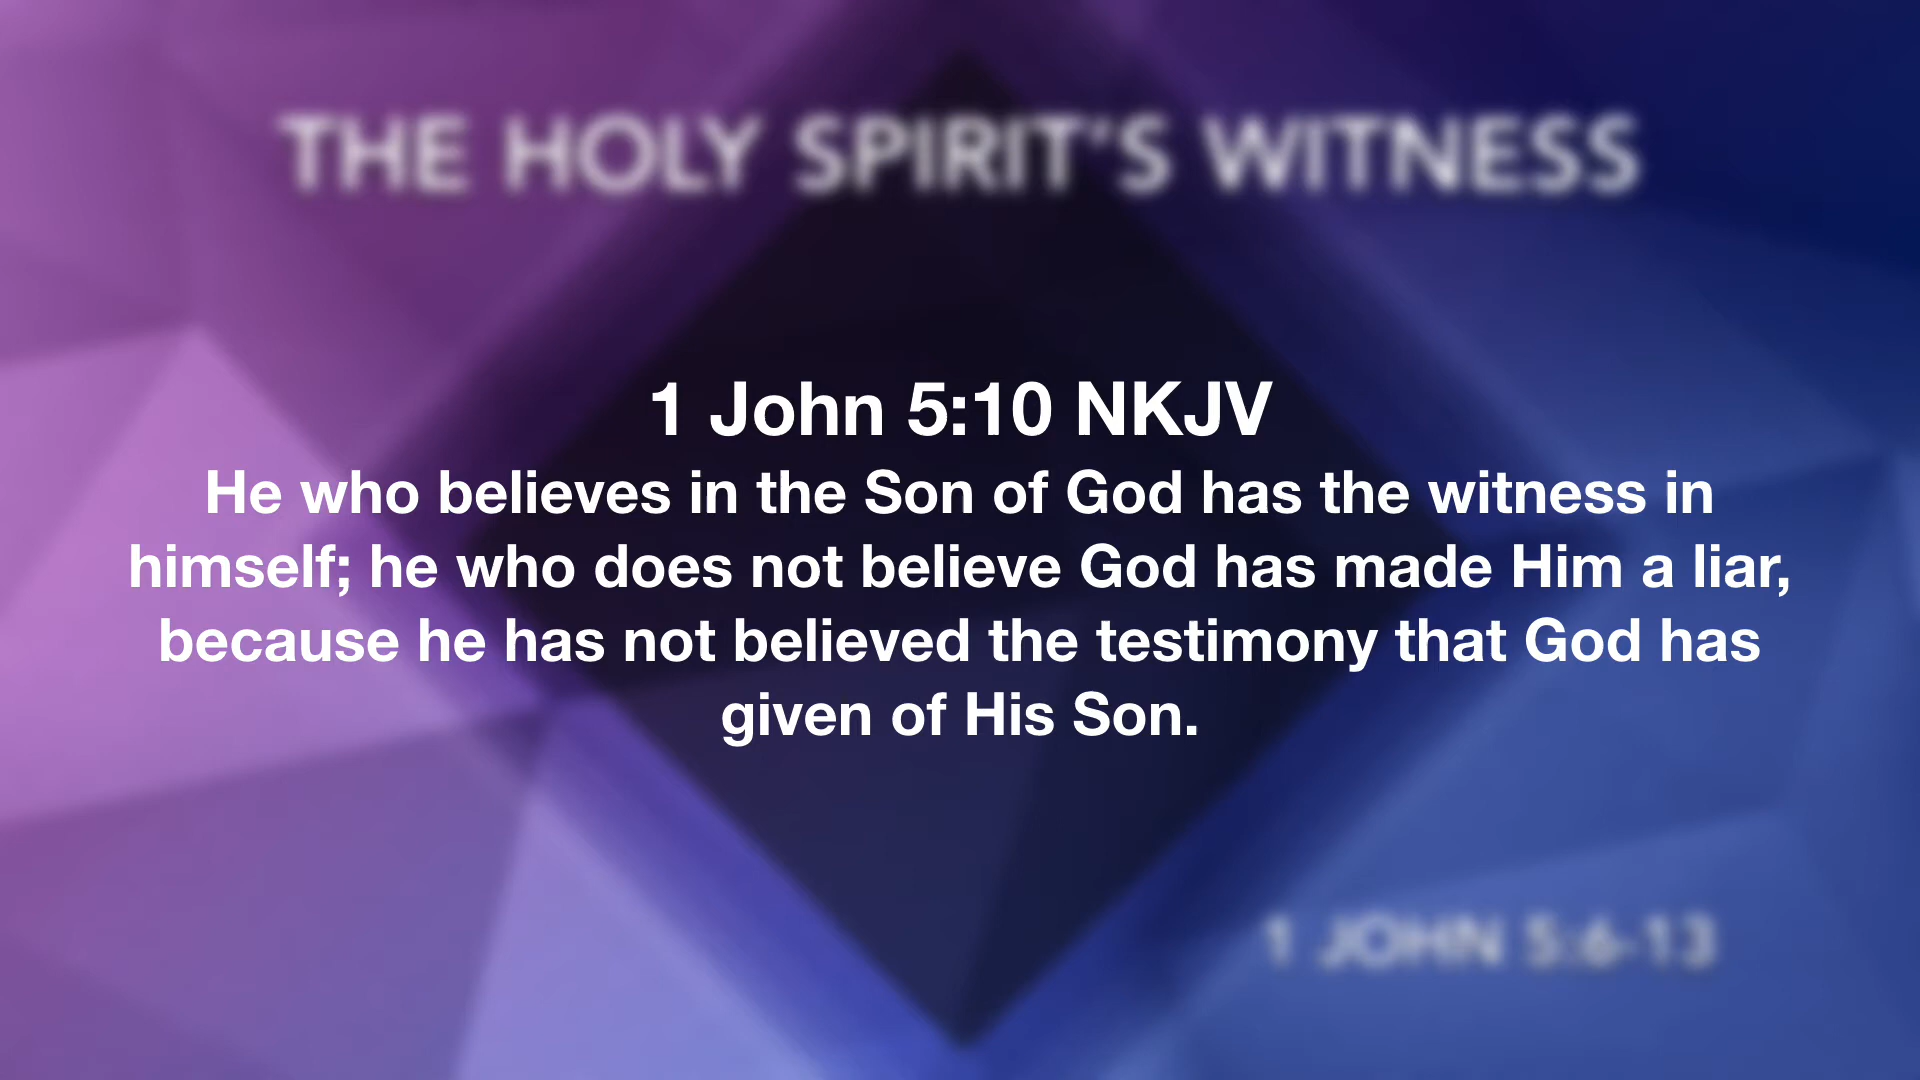 THE HOLY SPIRIT'S WITNESS
1 John 5:10 NKJV
He who believes in the Son of God has the witness in
himself; he who does not believe God has made Him a liar,
because he has not believed the testimony that God has
given of His Son.
1 JOHN 5:6-13